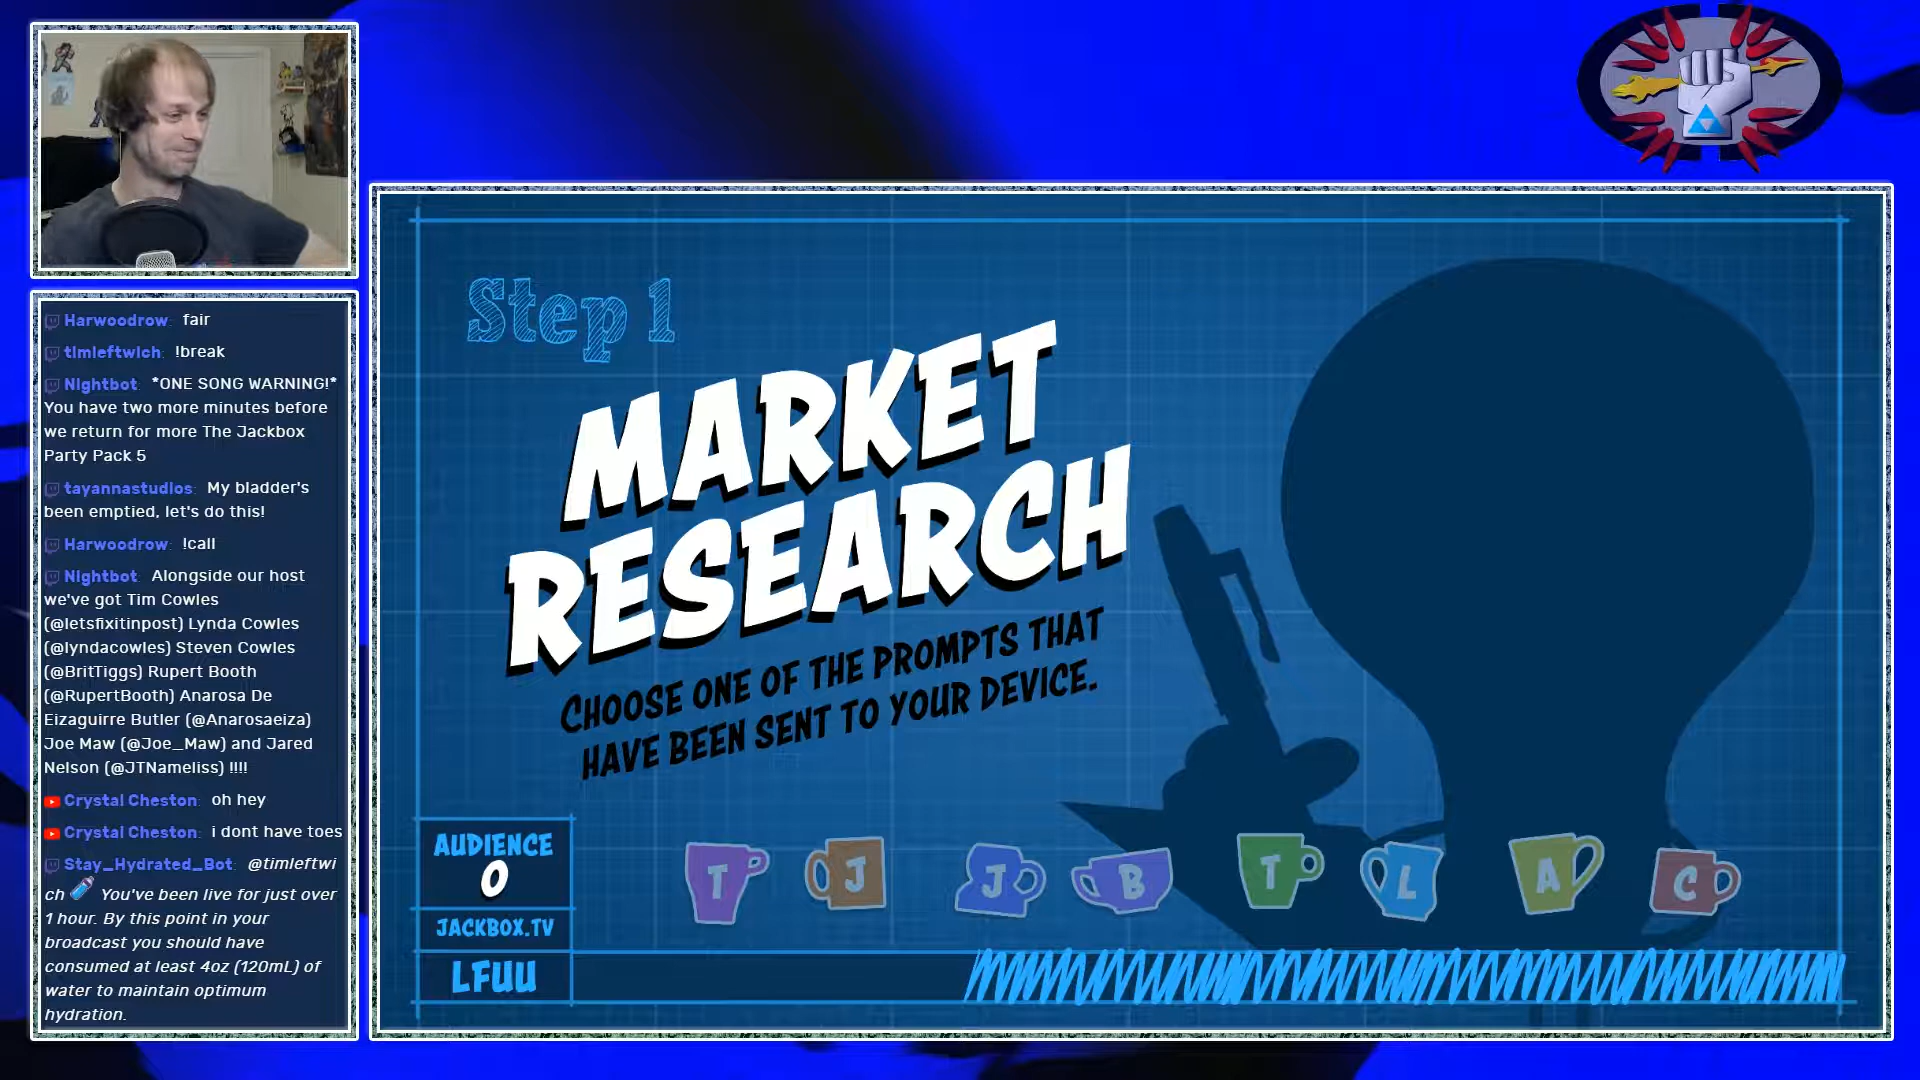 Harwoodrow: fair
timleftwich: !break
Nightbot: *ONE SONG WARNING!*
You have two more minutes before
we return for more The Jackbox
Party Pack 5
tayannastudios: My bladder's
been emptied, let's do this!
Harwoodrow: !call
Nightbot: Alongside our host
we've got Tim Cowles
(@letsfixitinpost) Lynda Cowles
(@lyndacowles) Steven Cowles
(@BritTiggs) Rupert Booth
(@RupertBooth) Anarosa De
Eizaguirre Butler (@Anarosaeiza)
Joe Maw (@Joe_Maw) and Jared
Nelson (@JTNameliss) !!!!
Crystal Cheston: oh hey
Crystal Cheston: i dont have toes
Stay_Hydrated_Bot: @timleftwi
ch You've been live for just over
1 hour. By this point in your
broadcast you should have
consumed at least 4oz (120mL) of
water to maintain optimum
hydration.
Step 1
MARKET
RESEARCH
CHOOSE ONE OF THE PROMPTS THAT
HAVE BEEN SENT TO YOUR DEVICE.
AUDIENCE
0
JACKBOX.TV
LFUU
T J J B T L A C